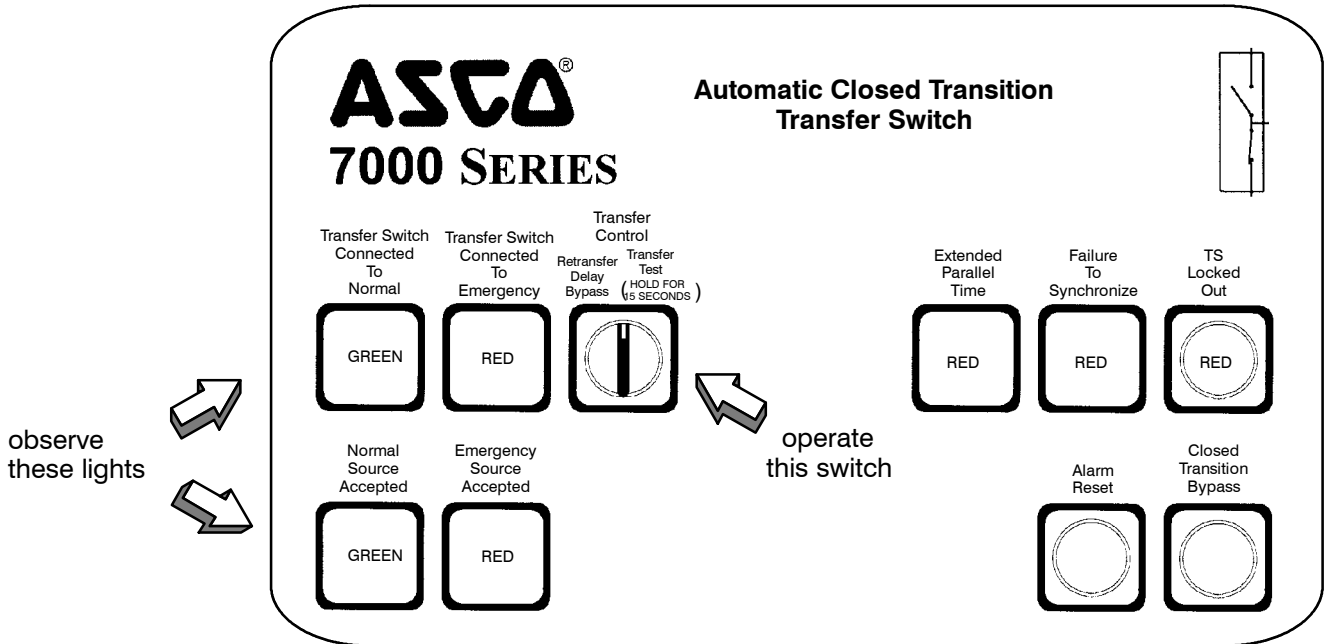 ASCO®
7000 SERIES
Automatic Closed Transition
Transfer Switch
Transfer Switch
Connected
To
Normal
Transfer Switch
Connected
To
Emergency
Transfer
Control
Retransfer
Delay
Bypass
Transfer
Test
(HOLD FOR
15 SECONDS)
Extended
Parallel
Time
Failure
To
Synchronize
TS
Locked
Out
GREEN
RED
RED
RED
RED
observe
these lights
operate
this switch
Normal
Source
Accepted
Emergency
Source
Accepted
Alarm
Reset
Closed
Transition
Bypass
GREEN
RED